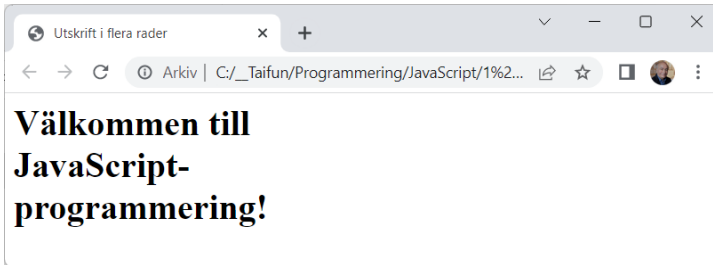 Utskrift i flera rader
Arkiv | C:/__Taifun/Programmering/JavaScript/1%2...
Välkommen till
JavaScript-
programmering!